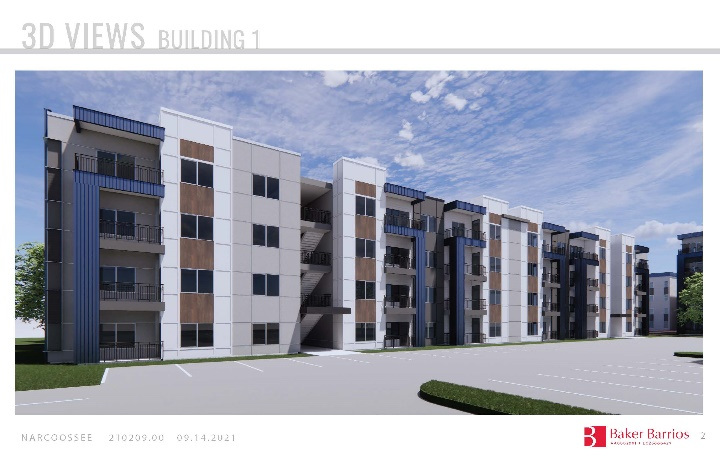 3D VIEWS BUILDING 1
NARCOOSSEE 210209.00 09.14.2021
Baker Barrios
2